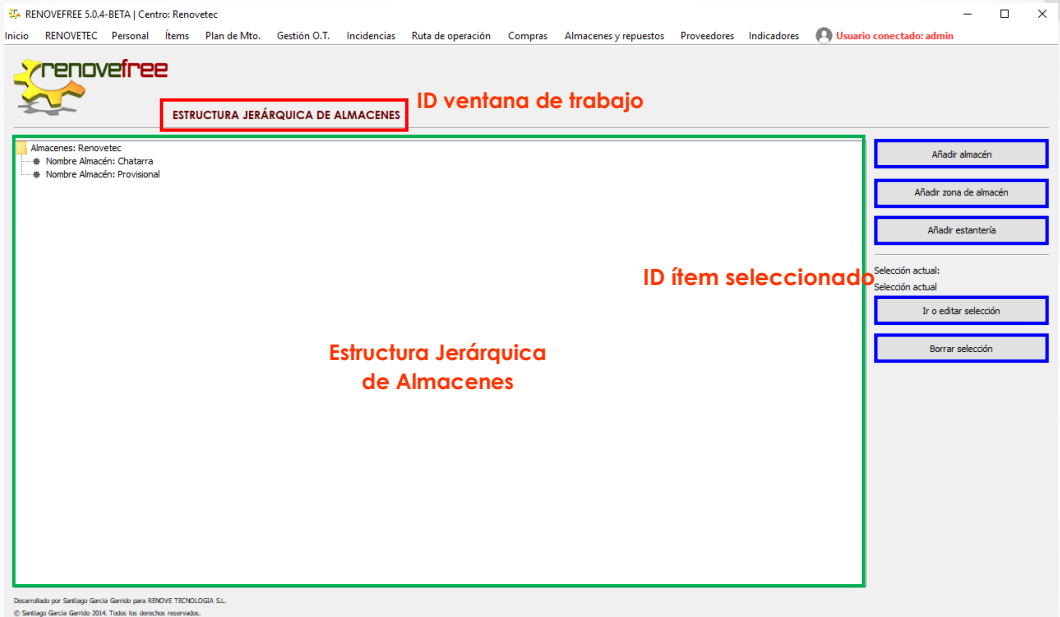 RENOVEFREE 5.0.4-BETA | Centro: Renovetec
Inicio RENOVETEC Personal Ítems Plan de Mto. Gestión O.T. Incidencias Ruta de operación Compras Almacenes y repuestos Proveedores Indicadores Usuario conectado: admin
renovefree
ID ventana de trabajo
ESTRUCTURA JERÁRQUICA DE ALMACENES
Almacenes: Renovetec
Nombre Almacén: Chatarra
Nombre Almacén: Provisional
Añadir almacén
Añadir zona de almacén
Añadir estantería
ID ítem seleccionado
Selección actual:
Selección actual
Ir o editar selección
Borrar selección
Estructura Jerárquica
de Almacenes
Desarrollado por Santiago García Garrido para RENOVE TECNOLOGIA S.L.
© Santiago García Garrido 2014. Todos los derechos reservados.